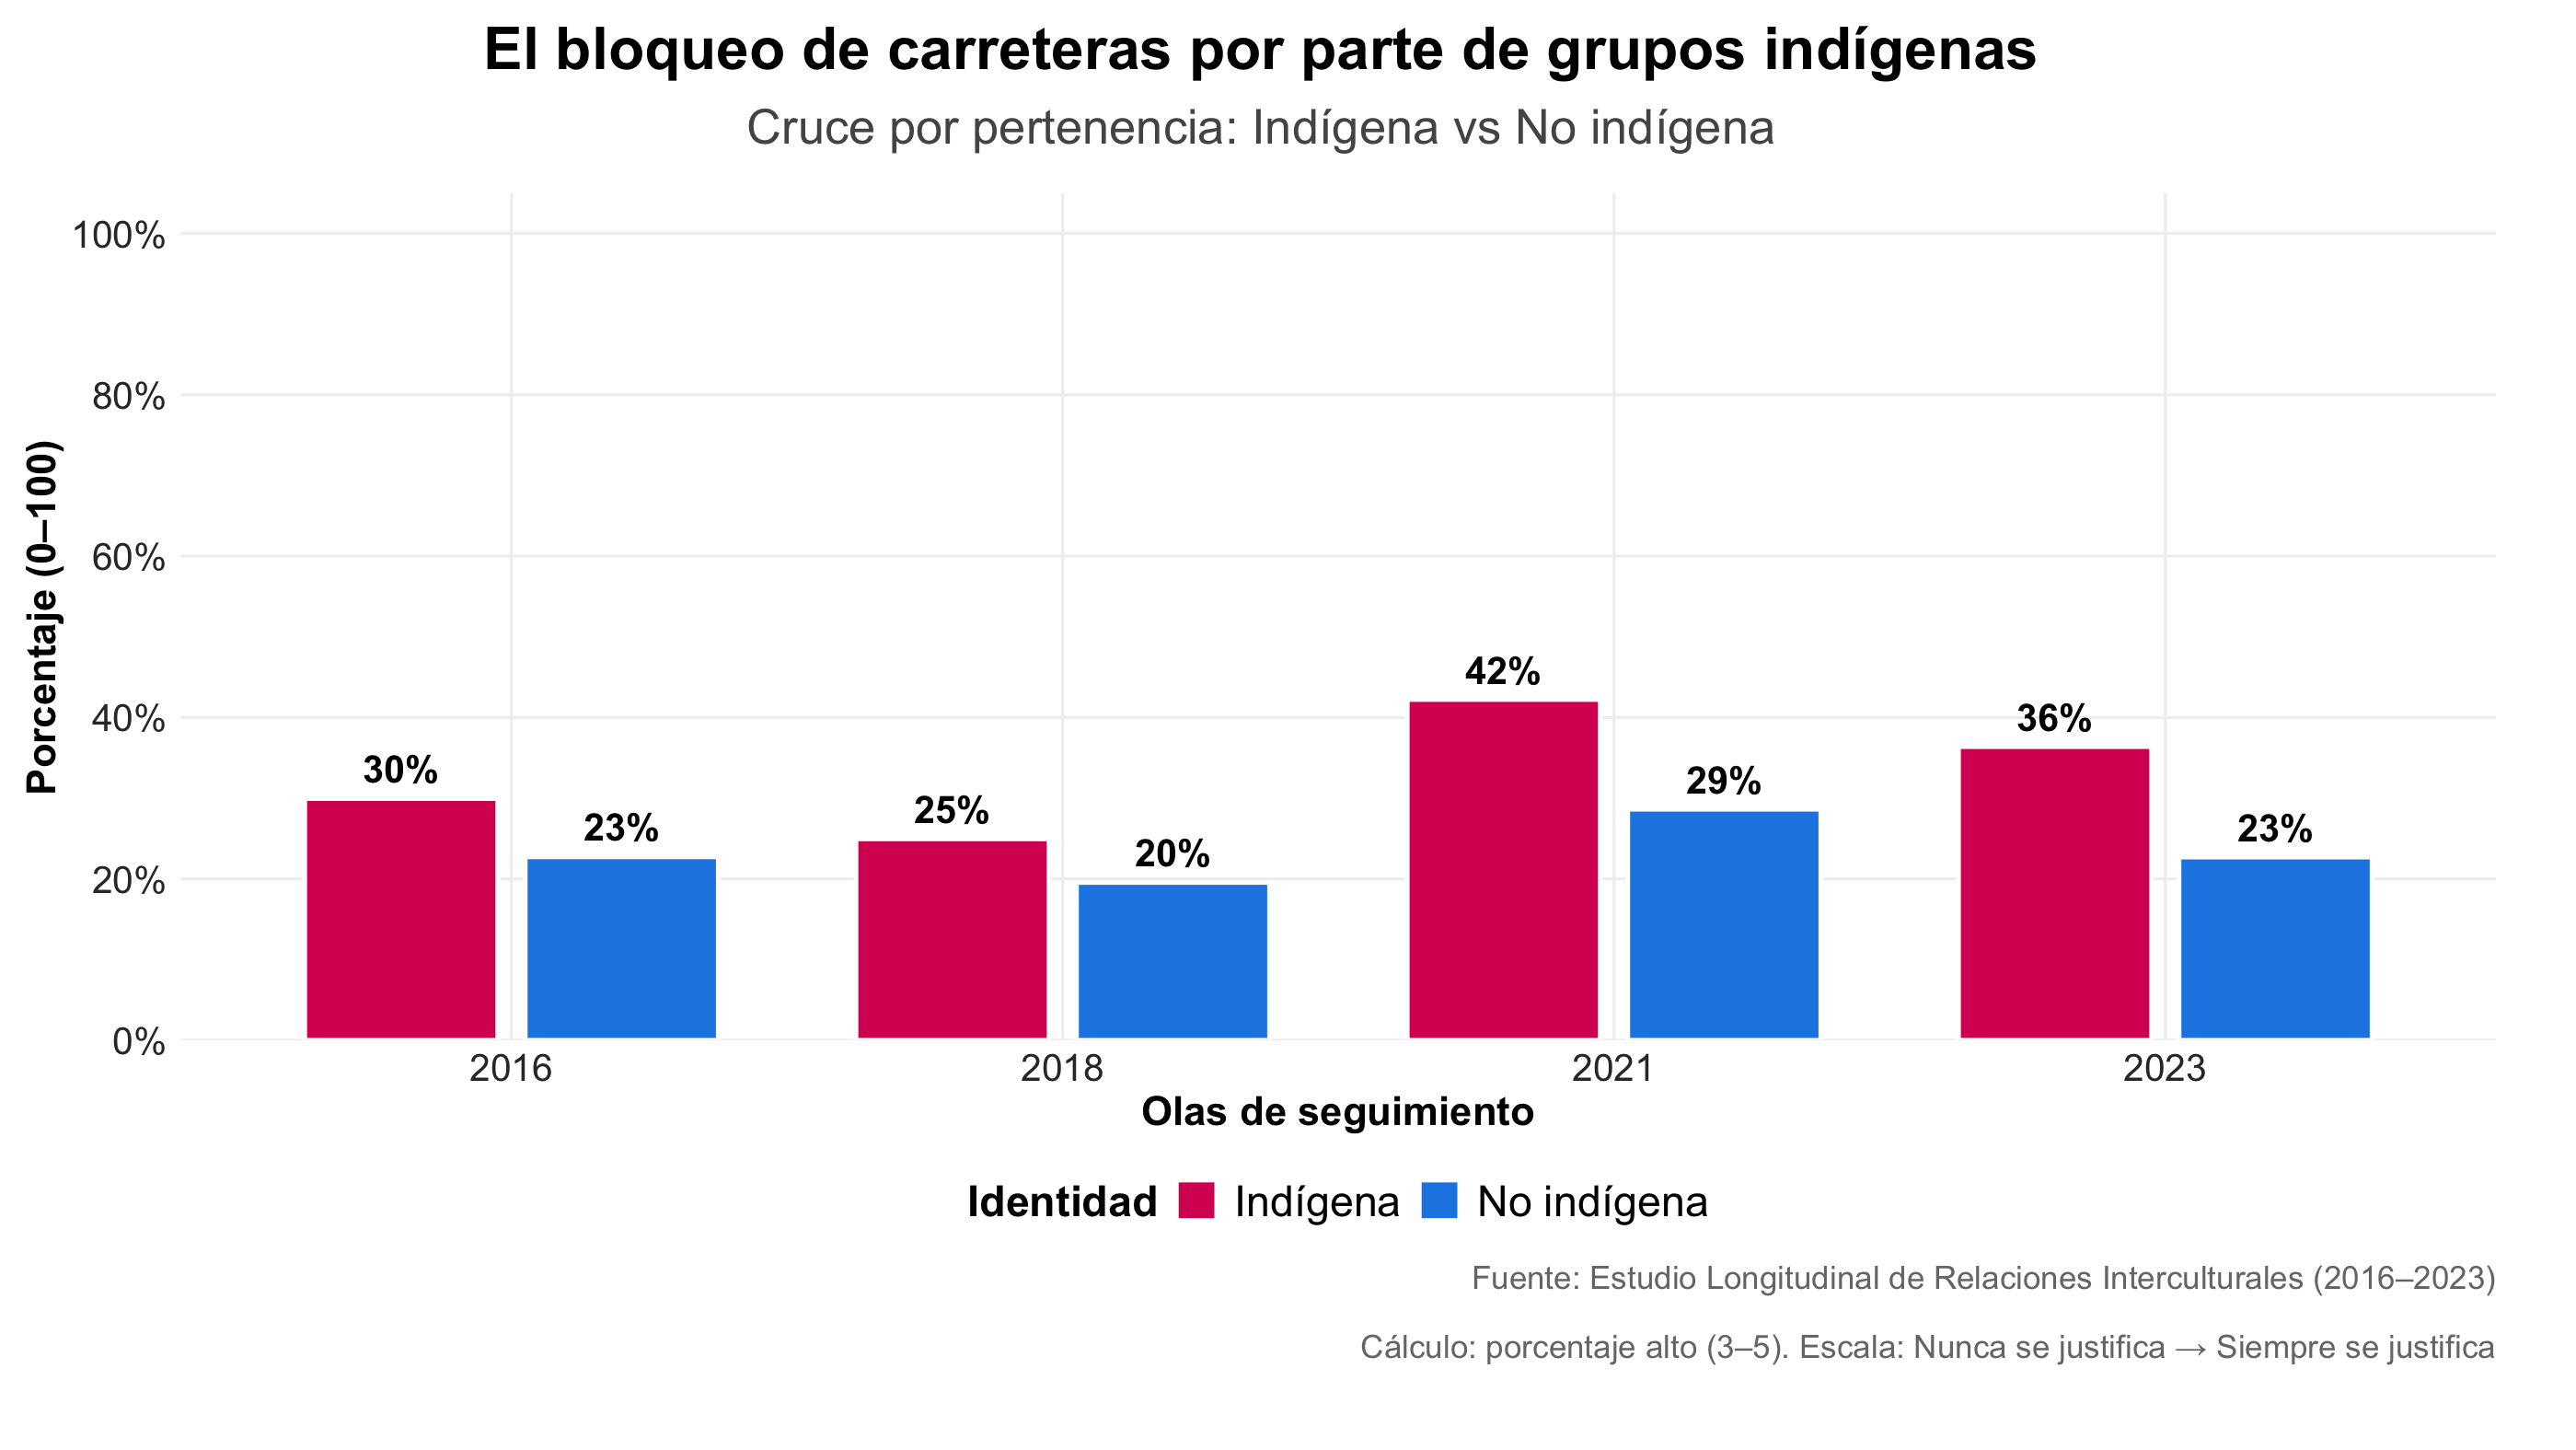 El bloqueo de carreteras por parte de grupos indígenas
Cruce por pertenencia: Indígena vs No indígena
Porcentaje (0–100)
100%
80%
60%
40%
20%
0%
30%
23%
25%
20%
42%
29%
36%
23%
2016
2018
2021
2023
Olas de seguimiento
Identidad Indígena No indígena
Fuente: Estudio Longitudinal de Relaciones Interculturales (2016–2023)
Cálculo: porcentaje alto (3–5). Escala: Nunca se justifica → Siempre se justifica